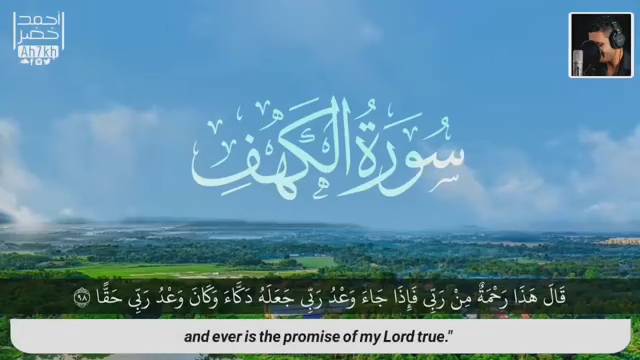 أحمد
خضر
Ah7kh
سُورَةُ الكَهْفِ
قَالَ هَذَا رَحْمَةٌ مِنْ رَبِّي فَإِذَا جَاءَ وَعْدُ رَبِّي جَعَلَهُ دَكَّاءَ وَكَانَ وَعْدُ رَبِّي حَقًّا ٩٨
and ever is the promise of my Lord true."